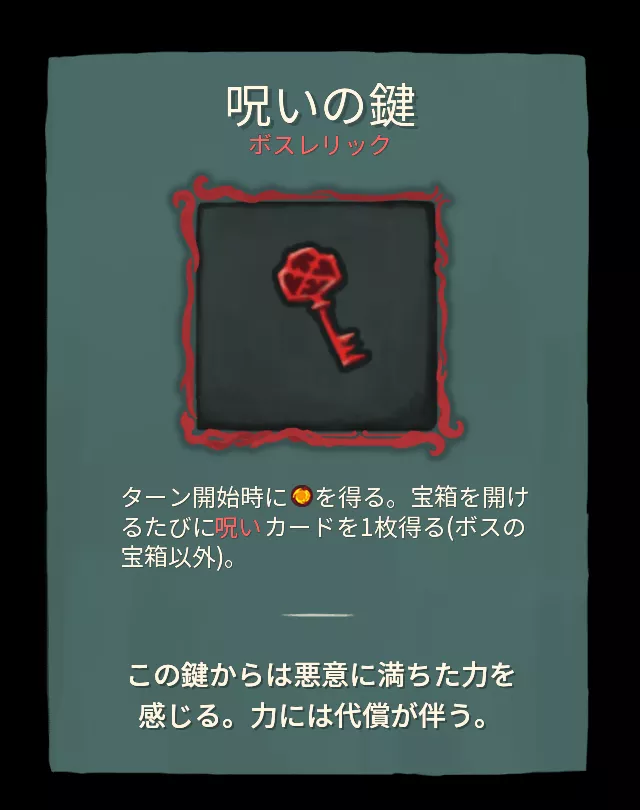 呪いの鍵
ボスレリック
ターン開始時にを得る。宝箱を開け
るたびに呪いカードを1枚得る(ボスの
宝箱以外)。
この鍵からは悪意に満ちた力を
感じる。力には代償が伴う。